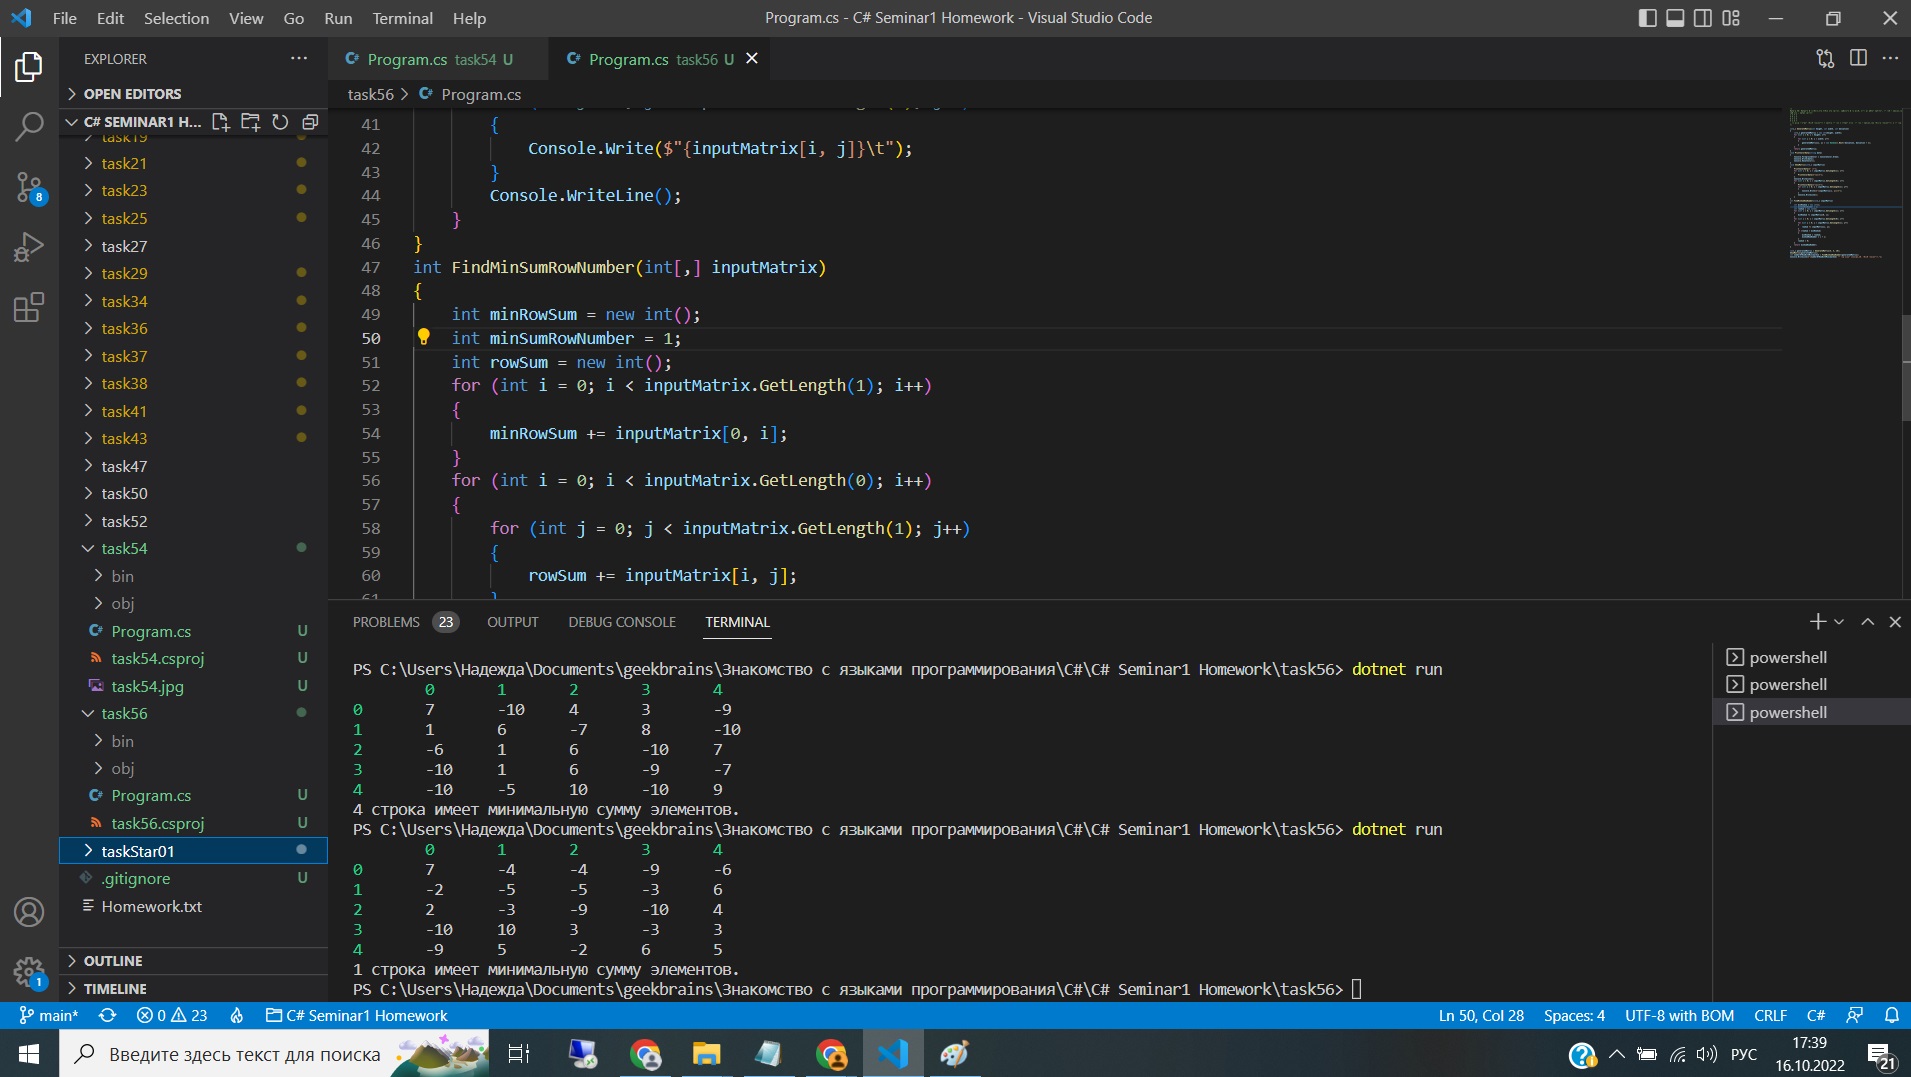 File Edit Selection View Go Run Terminal Help
Program.cs - C# Seminar1 Homework - Visual Studio Code
EXPLORER
OPEN EDITORS
C# SEMINAR1 H...
task19
task21
task23
task25
task27
task29
task34
task36
task37
task38
task41
task43
task47
task50
task52
task54
bin
obj
Program.cs U
task54.csproj U
task54.jpg U
task56
bin
obj
Program.cs U
task56.csproj U
taskStar01
.gitignore U
Homework.txt
OUTLINE
TIMELINE
8
1
Program.cs task54 U
Program.cs task56 U
task56 > Program.cs
41 {
42 Console.Write($"{inputMatrix[i, j]}\t");
43 }
44 Console.WriteLine();
45 }
46 }
47 int FindMinSumRowNumber(int[,] inputMatrix)
48 {
49 int minRowSum = new int();
50 int minSumRowNumber = 1;
51 int rowSum = new int();
52 for (int i = 0; i < inputMatrix.GetLength(1); i++)
53 {
54 minRowSum += inputMatrix[0, i];
55 }
56 for (int i = 0; i < inputMatrix.GetLength(0); i++)
57 {
58 for (int j = 0; j < inputMatrix.GetLength(1); j++)
59 {
60 rowSum += inputMatrix[i, j];
61 }
PROBLEMS 23 OUTPUT DEBUG CONSOLE TERMINAL
PS C:\Users\Надежда\Documents\geekbrains\Знакомство с языками программирования\C#\C# Seminar1 Homework\task56> dotnet run
0 1 2 3 4
0 7 -10 4 3 -9
1 1 6 -7 8 -10
2 -6 1 6 -10 7
3 -10 1 6 -9 -7
4 -10 -5 10 -10 9
4 строка имеет минимальную сумму элементов.
PS C:\Users\Надежда\Documents\geekbrains\Знакомство с языками программирования\C#\C# Seminar1 Homework\task56> dotnet run
0 1 2 3 4
0 7 -4 -4 -9 -6
1 -2 -5 -5 -3 6
2 2 -3 -9 -10 4
3 -10 10 3 -3 3
4 -9 5 -2 6 5
1 строка имеет минимальную сумму элементов.
PS C:\Users\Надежда\Documents\geekbrains\Знакомство с языками программирования\C#\C# Seminar1 Homework\task56>
powershell
powershell
powershell
main* 0 23 C# Seminar1 Homework
Ln 50, Col 28 Spaces: 4 UTF-8 with BOM CRLF C#
Введите здесь текст для поиска
РУС
17:39
16.10.2022
21